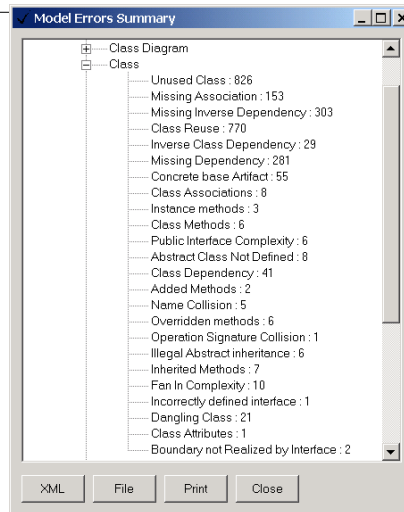 Model Errors Summary
Class Diagram
Class
Unused Class : 826
Missing Association : 153
Missing Inverse Dependency : 303
Class Reuse : 770
Inverse Class Dependency : 29
Missing Dependency : 281
Concrete base Artifact : 55
Class Associations : 8
Instance methods : 3
Class Methods : 6
Public Interface Complexity : 6
Abstract Class Not Defined : 8
Class Dependency : 41
Added Methods : 2
Name Collision : 5
Overridden methods : 6
Operation Signature Collision : 1
Illegal Abstract inheritance : 6
Inherited Methods : 7
Fan In Complexity : 10
Incorrectly defined interface : 1
Dangling Class : 21
Class Attributes : 1
Boundary not Realized by Interface : 2
XML File Print Close